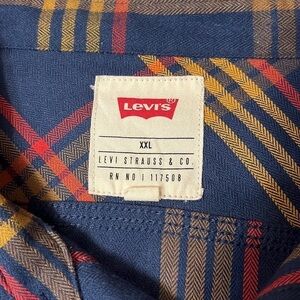 Levi's®
XXL
LEVI STRAUSS & CO.
RN NO | 117508